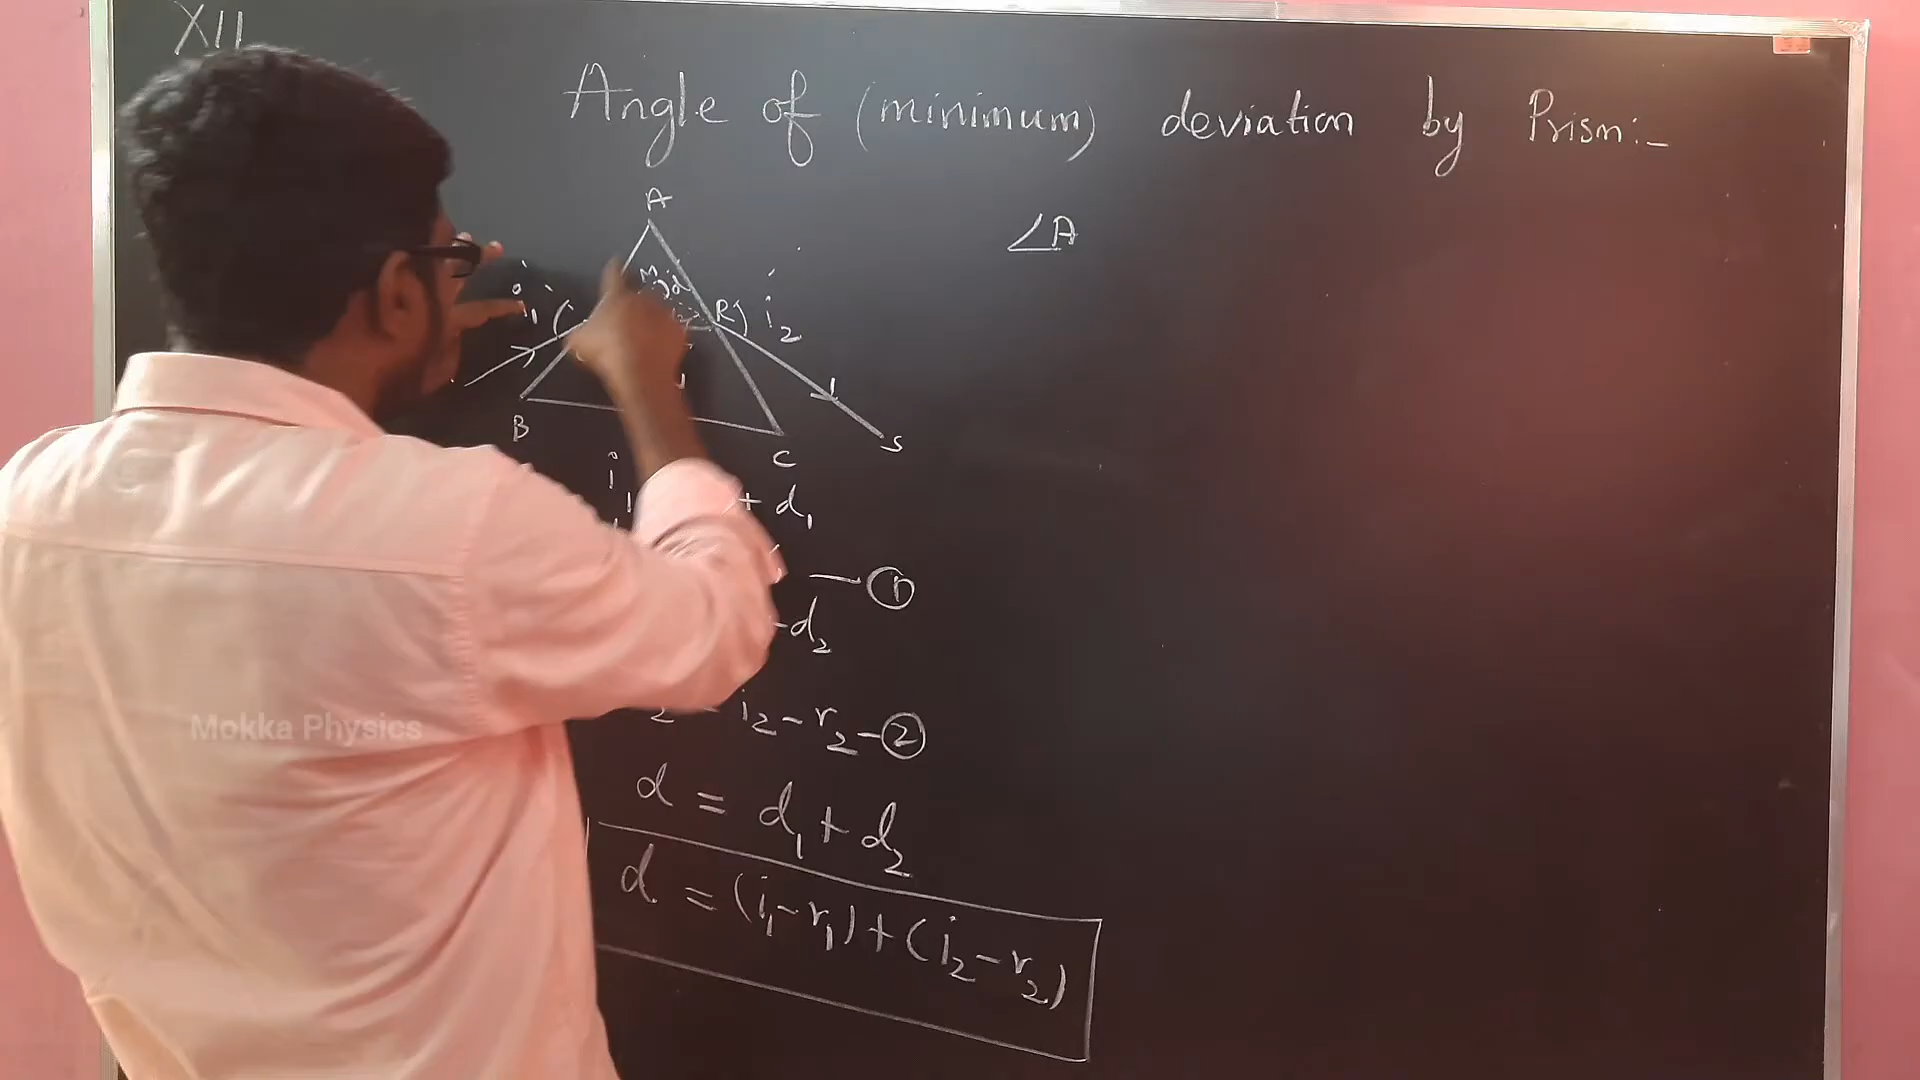 XII
Angle of (minimum) deviation by Prism:-
A
∠A
M d
i₁
R
i₂
B
C
S
i₁ + d₁
— ①
-d₂
₂ i₂ - r₂ - ②
d = d₁ + d₂
d = (i₁ - r₁) + (i₂ - r₂)
Mokka Physics